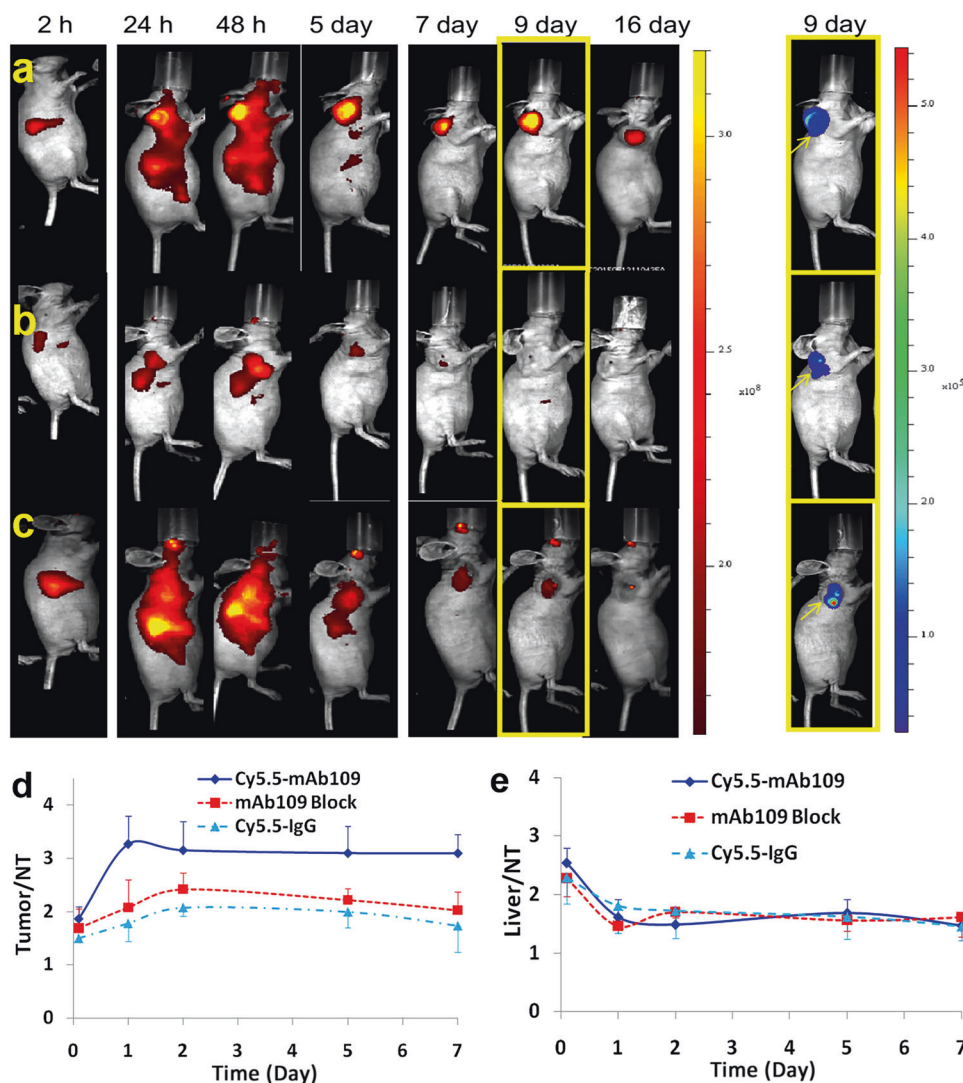 2 h 24 h 48 h 5 day 7 day 9 day 16 day 9 day
a
b
c
3.0
2.5
x10⁸
2.0
5.0
4.0
3.0
x10⁵
2.0
1.0
d
Cy5.5-mAb109
mAb109 Block
Cy5.5-IgG
Tumor/NT
4
3
2
1
0
0 1 2 3 4 5 6 7
Time (Day)
e
Cy5.5-mAb109
mAb109 Block
Cy5.5-IgG
Liver/NT
4
3
2
1
0
0 1 2 3 4 5 6 7
Time (Day)